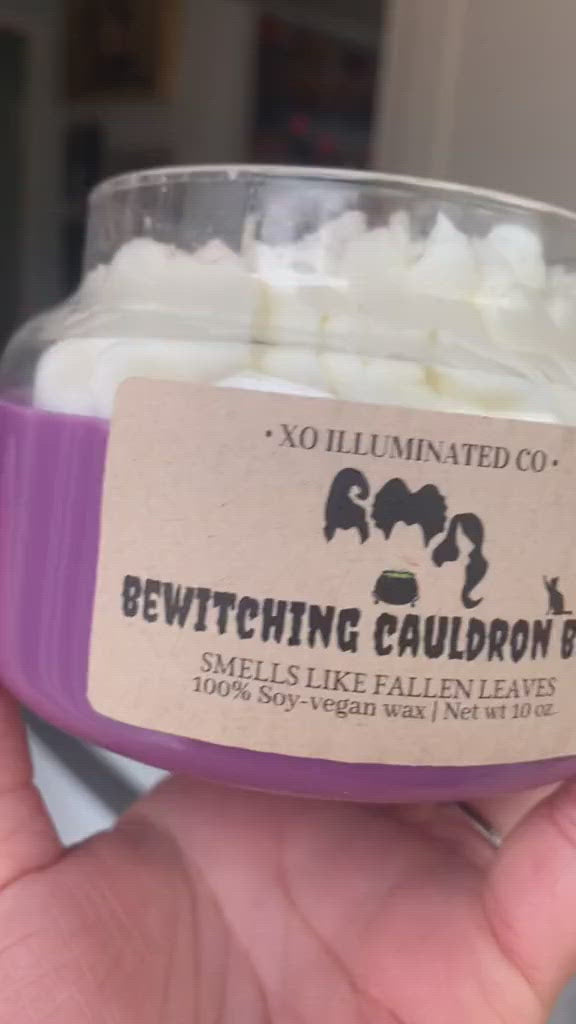 • XO ILLUMINATED CO •
BEWITCHING CAULDRON B
SMELLS LIKE FALLEN LEAVES
100% Soy-vegan wax | Net wt 10 oz